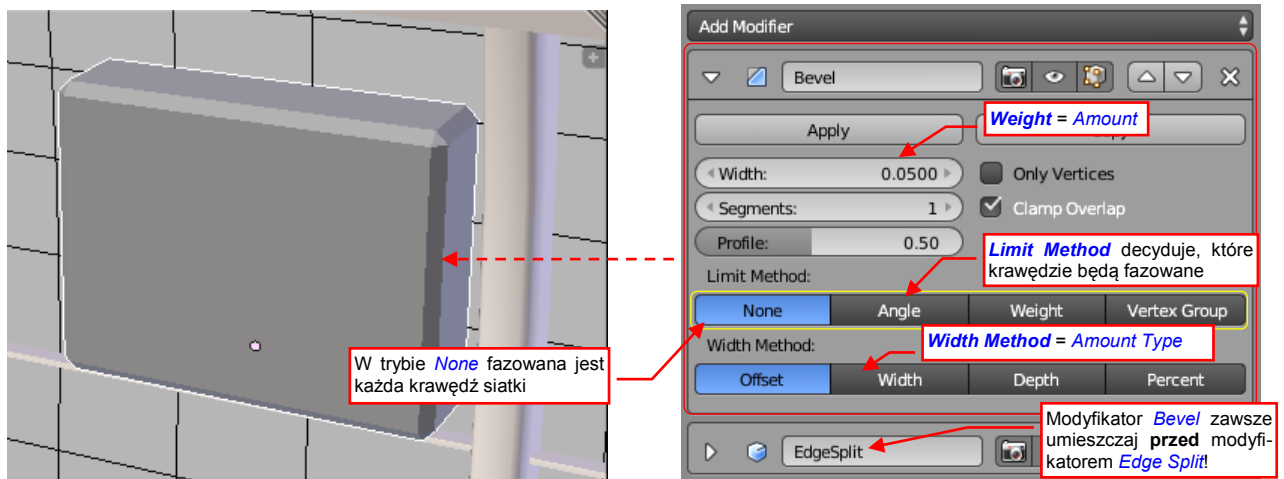 Add Modifier
Bevel
Weight = Amount
Apply
Width: 0.0500
Only Vertices
Segments: 1
Clamp Overlap
Profile: 0.50
Limit Method decyduje, które
krawędzie będą fazowane
Limit Method:
None Angle Weight Vertex Group
W trybie None fazowana jest
każda krawędź siatki
Width Method:
Width Method = Amount Type
Offset Width Depth Percent
Modyfikator Bevel zawsze
umieszczaj przed modyfi-
katorem Edge Split!
EdgeSplit